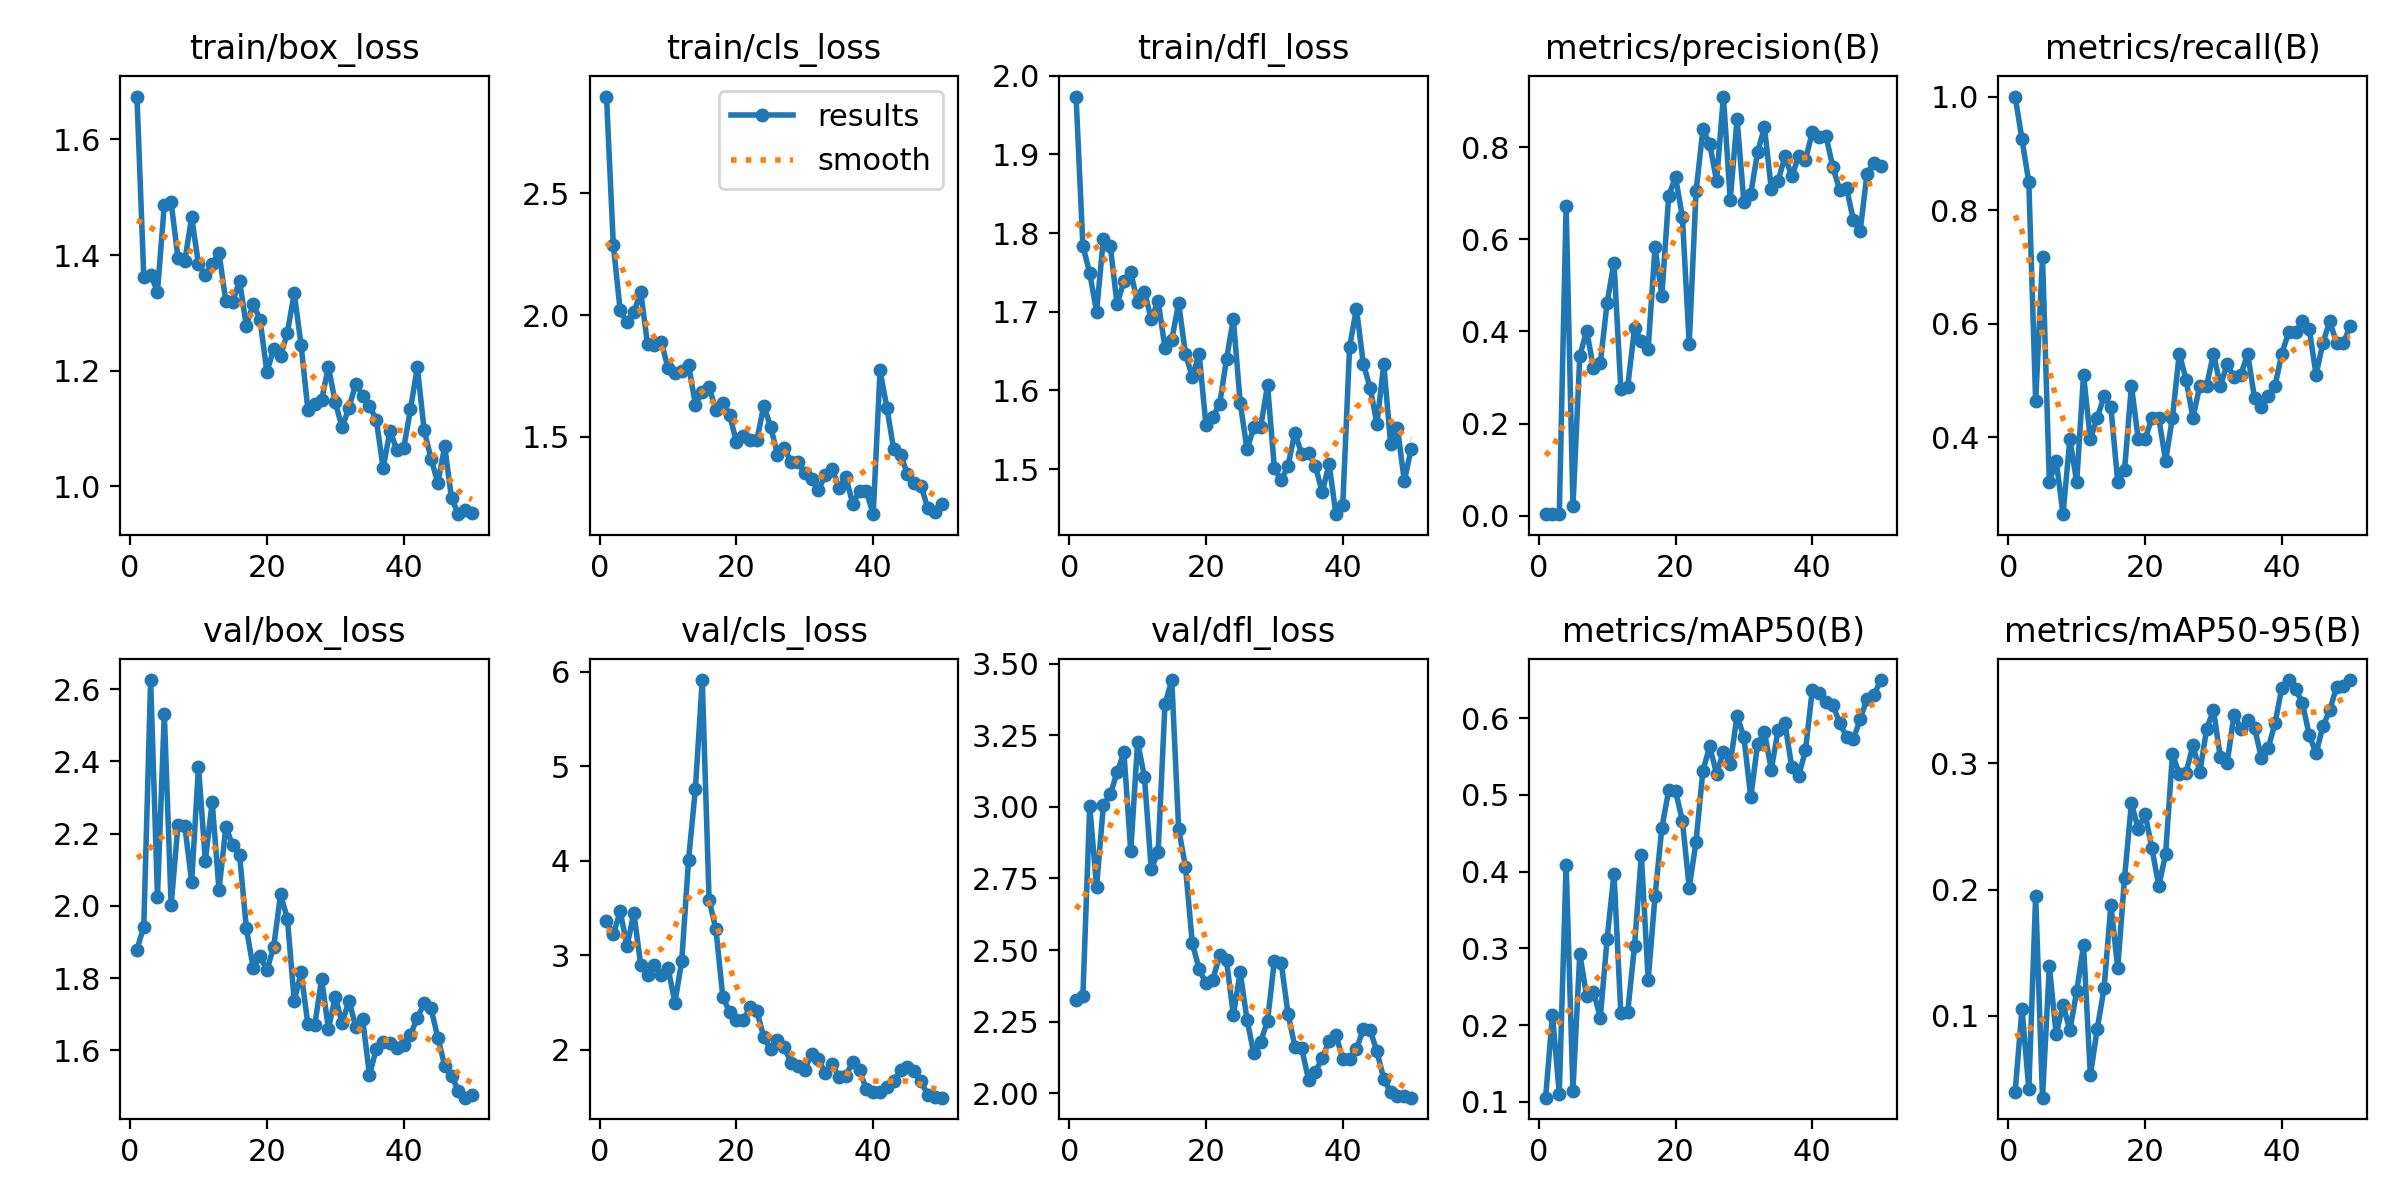 train/box_loss
train/cls_loss
train/dfl_loss
metrics/precision(B)
metrics/recall(B)
1.6
1.4
1.2
1.0
0 20 40
results
smooth
2.5
2.0
1.5
0 20 40
2.0
1.9
1.8
1.7
1.6
1.5
0 20 40
0.8
0.6
0.4
0.2
0.0
0 20 40
1.0
0.8
0.6
0.4
0 20 40
val/box_loss
val/cls_loss
val/dfl_loss
metrics/mAP50(B)
metrics/mAP50-95(B)
2.6
2.4
2.2
2.0
1.8
1.6
0 20 40
6
5
4
3
2
0 20 40
3.50
3.25
3.00
2.75
2.50
2.25
2.00
0 20 40
0.6
0.5
0.4
0.3
0.2
0.1
0 20 40
0.3
0.2
0.1
0 20 40